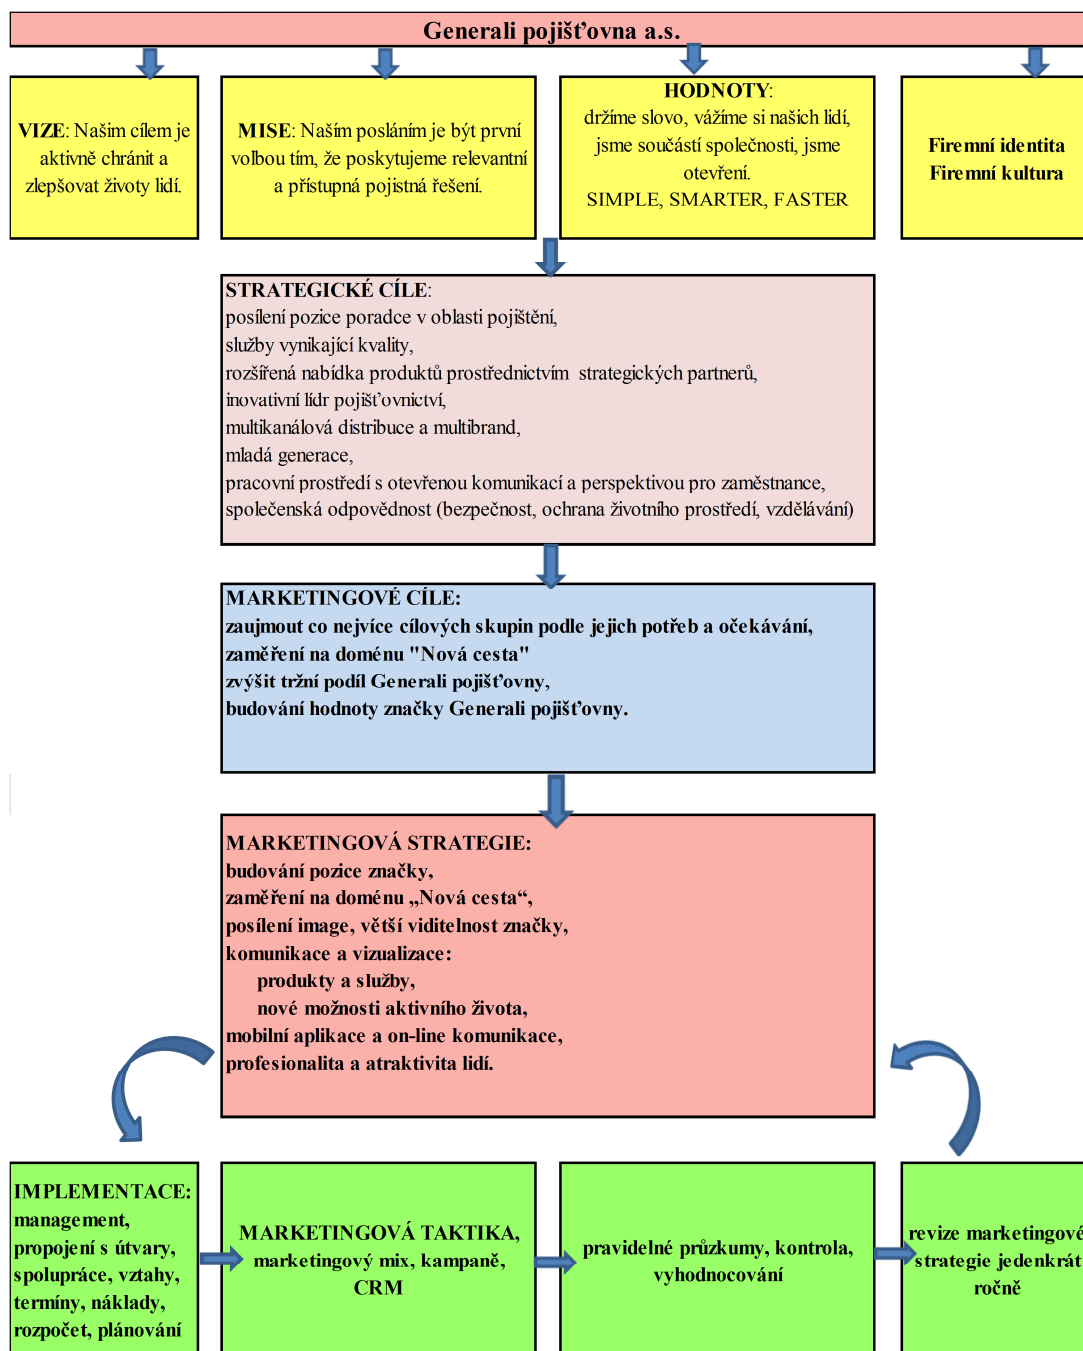 Generali pojišťovna a.s.
VIZE: Našim cílem je
aktivně chránit a
zlepšovat životy lidí.
MISE: Naším posláním je být první
volbou tím, že poskytujeme relevantní
a přístupná pojistná řešení.
HODNOTY:
držíme slovo, vážíme si našich lidí,
jsme součástí společnosti, jsme
otevření.
SIMPLE, SMARTER, FASTER
Firemní identita
Firemní kultura
STRATEGICKÉ CÍLE:
posílení pozice poradce v oblasti pojištění,
služby vynikající kvality,
rozšířená nabídka produktů prostřednictvím strategických partnerů,
inovativní lídr pojišťovnictví,
multikanálová distribuce a multibrand,
mladá generace,
pracovní prostředí s otevřenou komunikací a perspektivou pro zaměstnance,
společenská odpovědnost (bezpečnost, ochrana životního prostředí, vzdělávání)
MARKETINGOVÉ CÍLE:
zaujmout co nejvíce cílových skupin podle jejich potřeb a očekávání,
zaměření na doménu "Nová cesta"
zvýšit tržní podíl Generali pojišťovny,
budování hodnoty značky Generali pojišťovny.
MARKETINGOVÁ STRATEGIE:
budování pozice značky,
zaměření na doménu „Nová cesta“,
posílení image, větší viditelnost značky,
komunikace a vizualizace:
produkty a služby,
nové možnosti aktivního života,
mobilní aplikace a on-line komunikace,
profesionalita a atraktivita lidí.
IMPLEMENTACE:
management,
propojení s útvary,
spolupráce, vztahy,
termíny, náklady,
rozpočet, plánování
MARKETINGOVÁ TAKTIKA,
marketingový mix, kampaně,
CRM
pravidelné průzkumy, kontrola,
vyhodnocování
revize marketingové
strategie jedenkrát
ročně